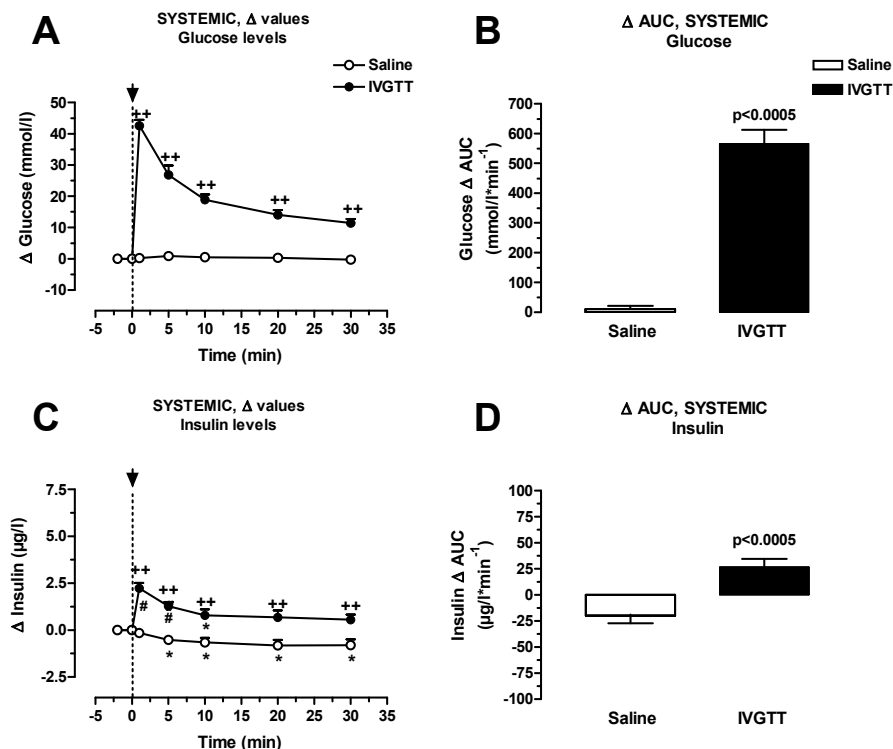 A
SYSTEMIC, Δ values
Glucose levels
Saline
IVGTT
Δ Glucose (mmol/l)
50
40
30
20
10
0
-10
++
++
++
++
++
-5 0 5 10 15 20 25 30 35
Time (min)
B
Δ AUC, SYSTEMIC
Glucose
Saline
IVGTT
Glucose Δ AUC
(mmol/l*min-1)
700
600
500
400
300
200
100
0
p<0.0005
Saline IVGTT
C
SYSTEMIC, Δ values
Insulin levels
Δ Insulin (µg/l)
7.5
5.0
2.5
0.0
-2.5
++
++
++
++
++
#
#
*
*
*
*
*
-5 0 5 10 15 20 25 30 35
Time (min)
D
Δ AUC, SYSTEMIC
Insulin
Insulin Δ AUC
(µg/l*min-1)
100
75
50
25
0
-25
-50
-75
-100
p<0.0005
Saline IVGTT